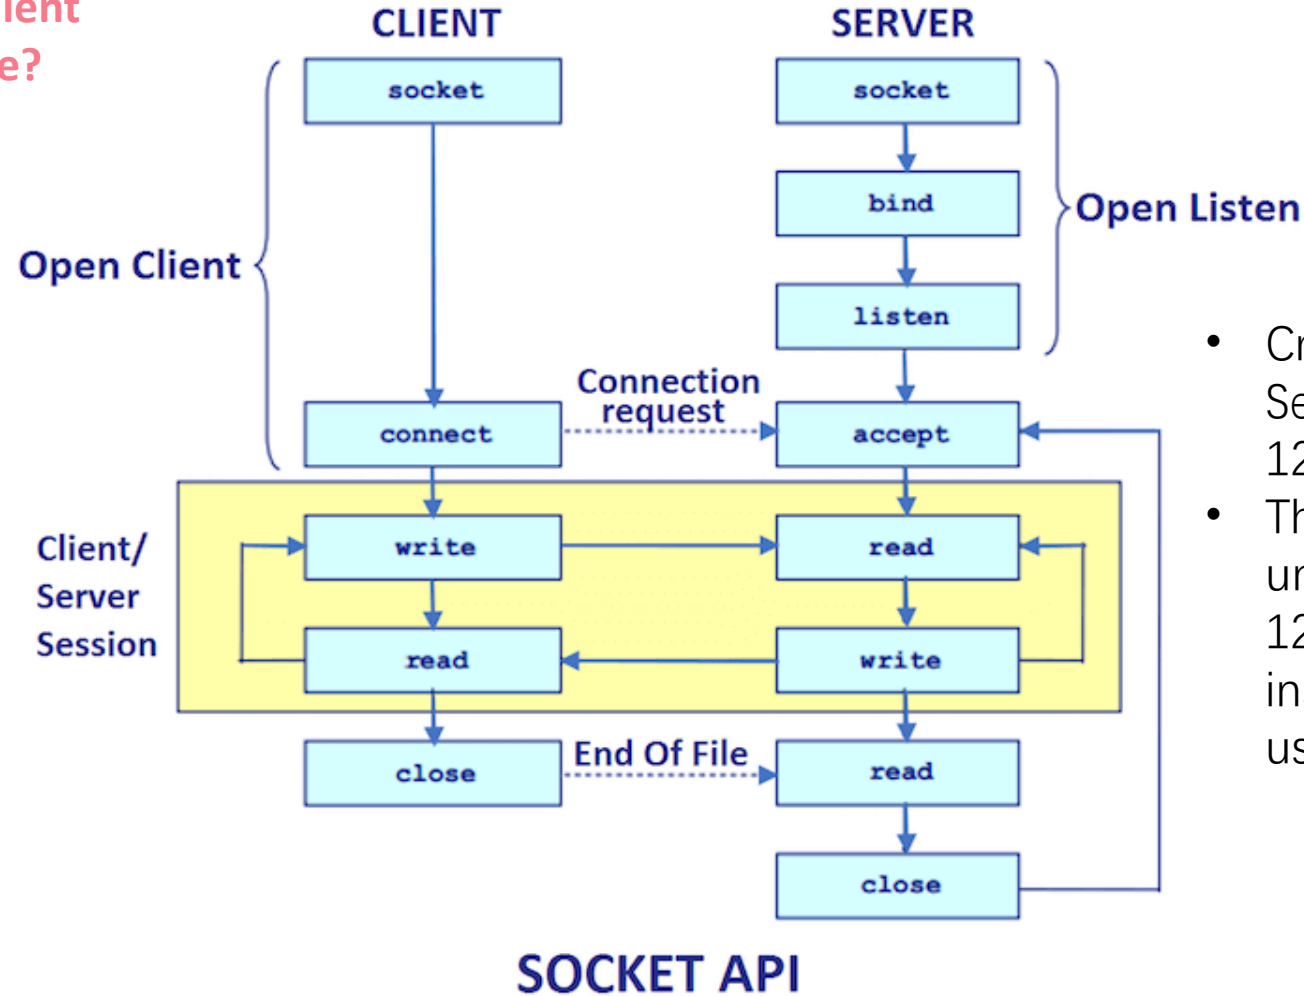 CLIENT
SERVER
socket
socket
bind
Open Listen
Open Client
listen
Connection
request
connect
accept
Client/
Server
Session
write
read
read
write
close
End Of File
read
close
SOCKET API